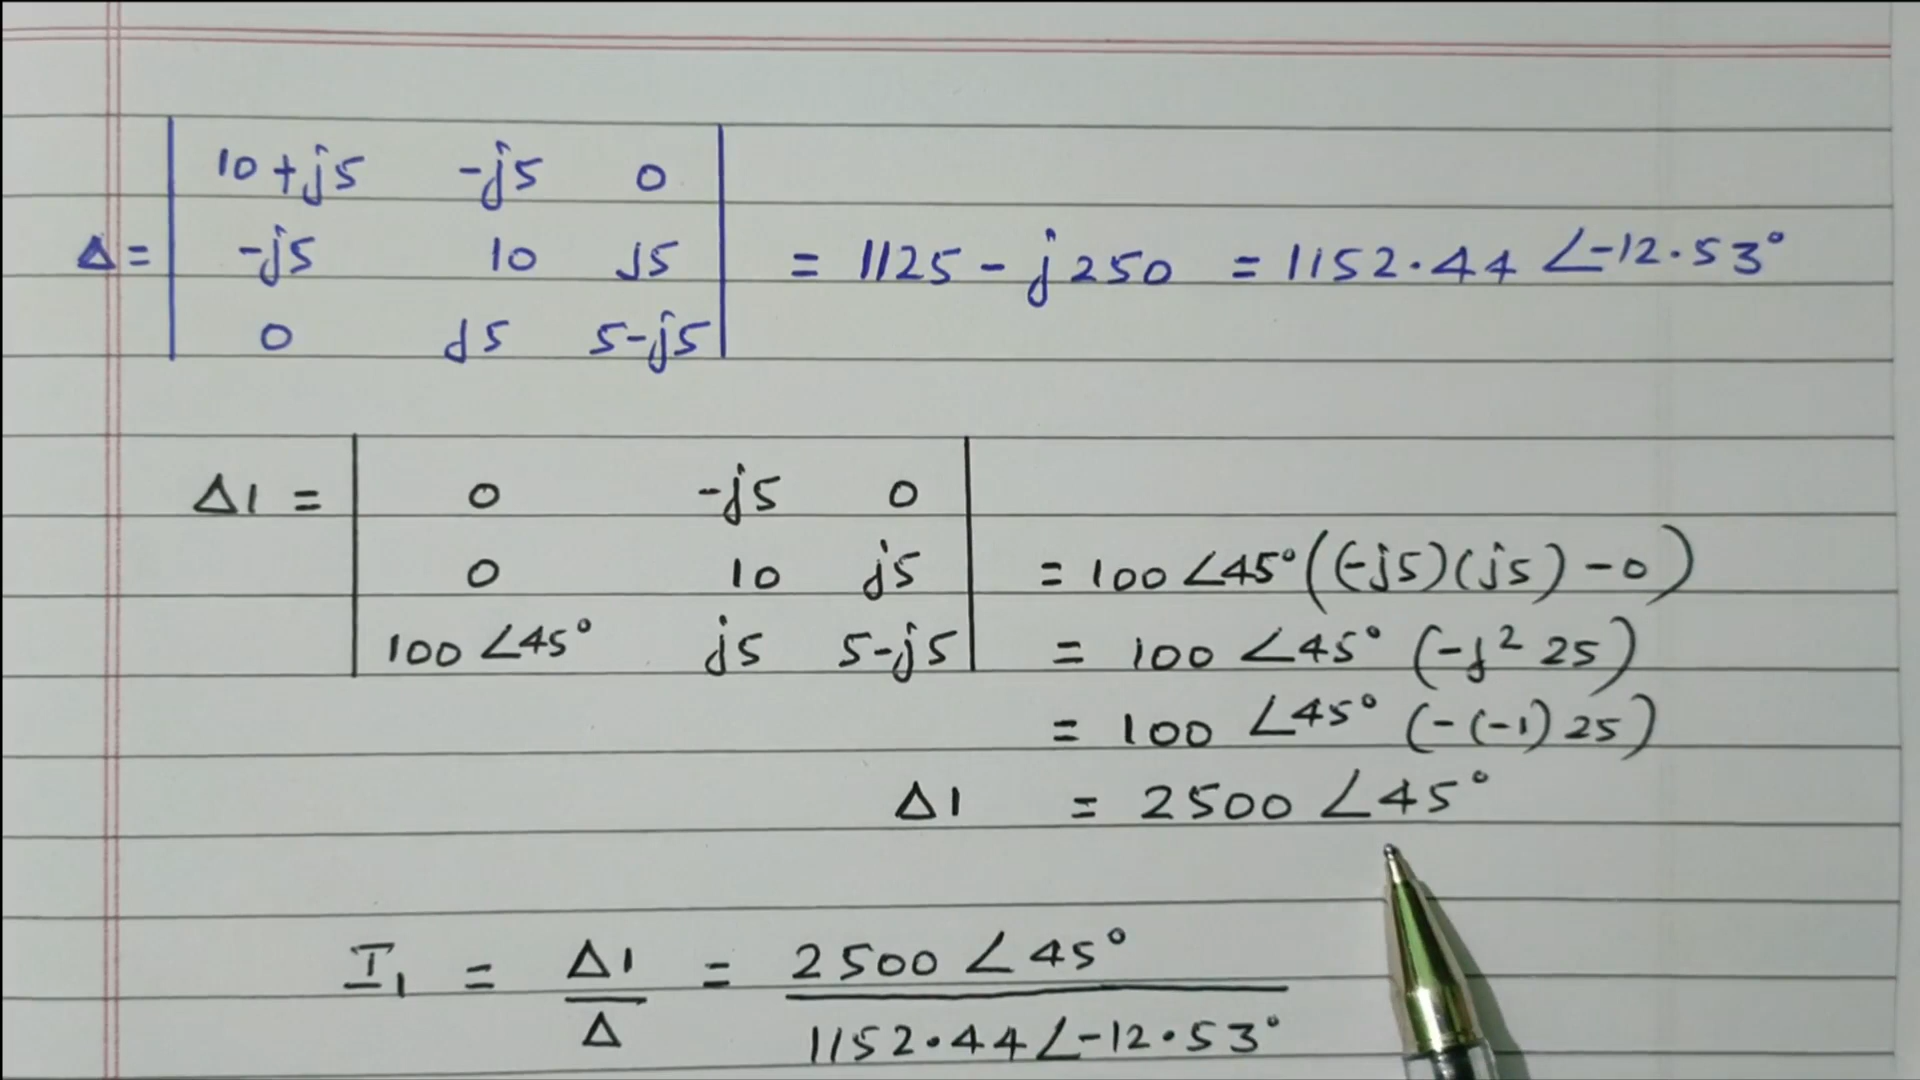 10+j5 -j5 0
Δ= -j5 10 j5 = 1125 - j250 = 1152.44 ∠-12.53°
0 j5 5-j5
Δ1 = 0 -j5 0
0 10 j5 = 100 ∠45° ((-j5)(j5) - 0)
100 ∠45° j5 5-j5 = 100 ∠45° (-j² 25)
= 100 ∠45° (-(-1) 25)
Δ1 = 2500 ∠45°
I₁ = Δ1 / Δ = 2500 ∠45° / 1152.44∠-12.53°